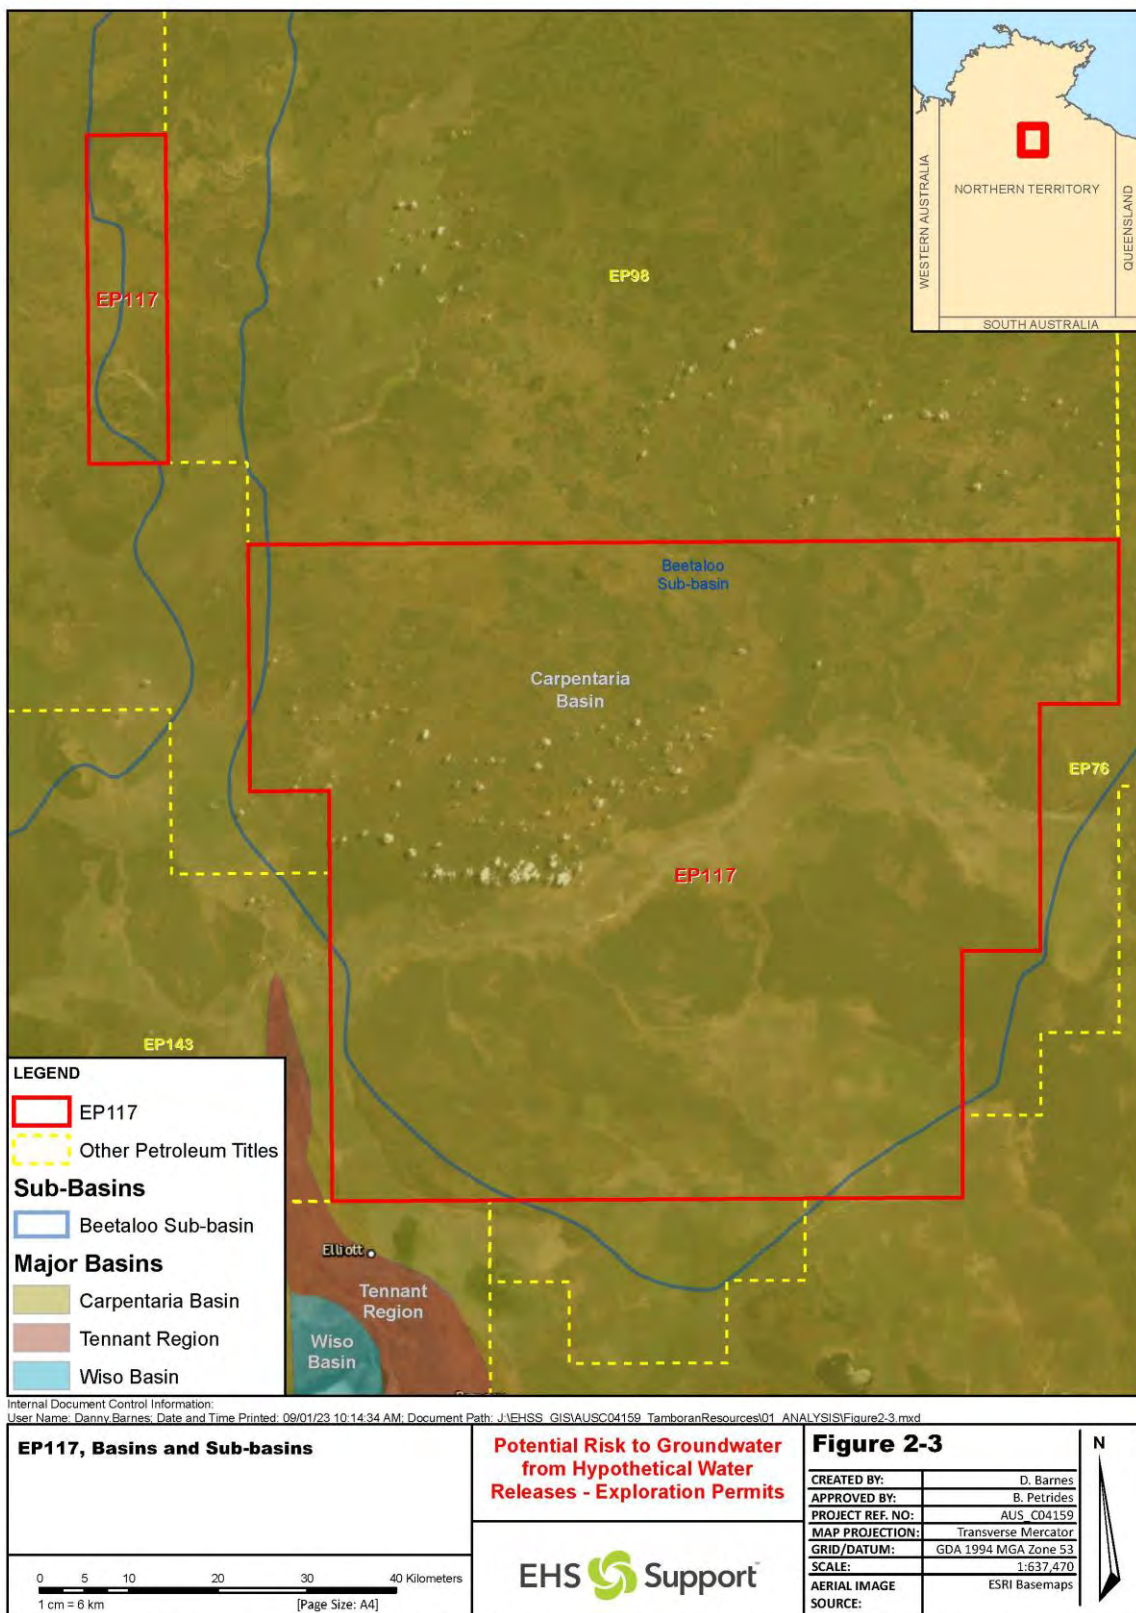 NORTHERN TERRITORY
WESTERN AUSTRALIA
QUEENSLAND
SOUTH AUSTRALIA
EP98
EP117
Beetaloo
Sub-basin
Carpentaria
Basin
EP76
EP117
EP143
Elliott
Tennant
Region
Wiso
Basin
LEGEND
EP117
Other Petroleum Titles
Sub-Basins
Beetaloo Sub-basin
Major Basins
Carpentaria Basin
Tennant Region
Wiso Basin
Internal Document Control Information:
User Name: Danny.Barnes; Date and Time Printed: 09/01/23 10:14:34 AM; Document Path: J:\EHSS_GIS\AUSC04159_TamboranResources\01_ANALYSIS\Figure2-3.mxd
EP117, Basins and Sub-basins
0 5 10 20 30 40 Kilometers
1 cm = 6 km [Page Size: A4]
Potential Risk to Groundwater
from Hypothetical Water
Releases - Exploration Permits
EHS Support
Figure 2-3
CREATED BY: D. Barnes
APPROVED BY: B. Petrides
PROJECT REF. NO: AUS_C04159
MAP PROJECTION: Transverse Mercator
GRID/DATUM: GDA 1994 MGA Zone 53
SCALE: 1:637,470
AERIAL IMAGE ESRI Basemaps
SOURCE:
N